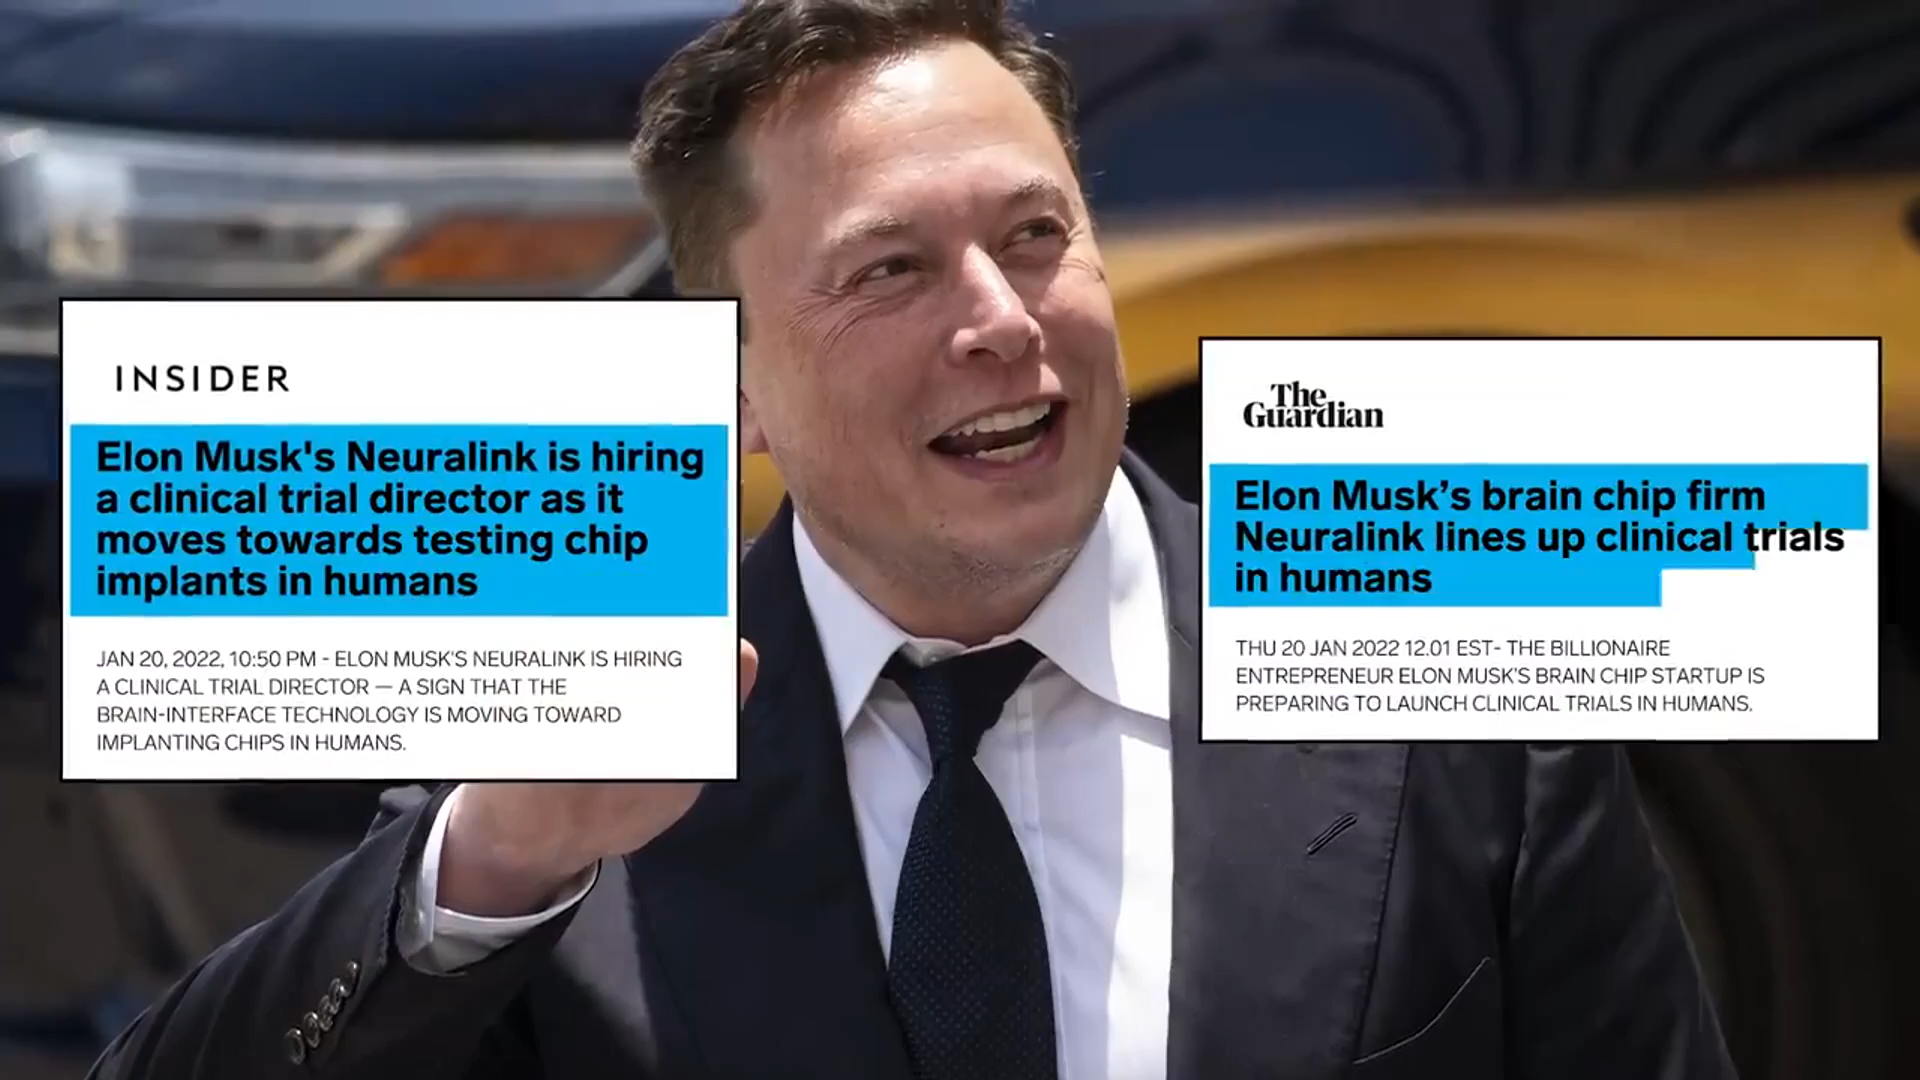 INSIDER
Elon Musk's Neuralink is hiring
a clinical trial director as it
moves towards testing chip
implants in humans
JAN 20, 2022, 10:50 PM - ELON MUSK'S NEURALINK IS HIRING
A CLINICAL TRIAL DIRECTOR — A SIGN THAT THE
BRAIN-INTERFACE TECHNOLOGY IS MOVING TOWARD
IMPLANTING CHIPS IN HUMANS.
The
Guardian
Elon Musk’s brain chip firm
Neuralink lines up clinical trials
in humans
THU 20 JAN 2022 12.01 EST- THE BILLIONAIRE
ENTREPRENEUR ELON MUSK'S BRAIN CHIP STARTUP IS
PREPARING TO LAUNCH CLINICAL TRIALS IN HUMANS.